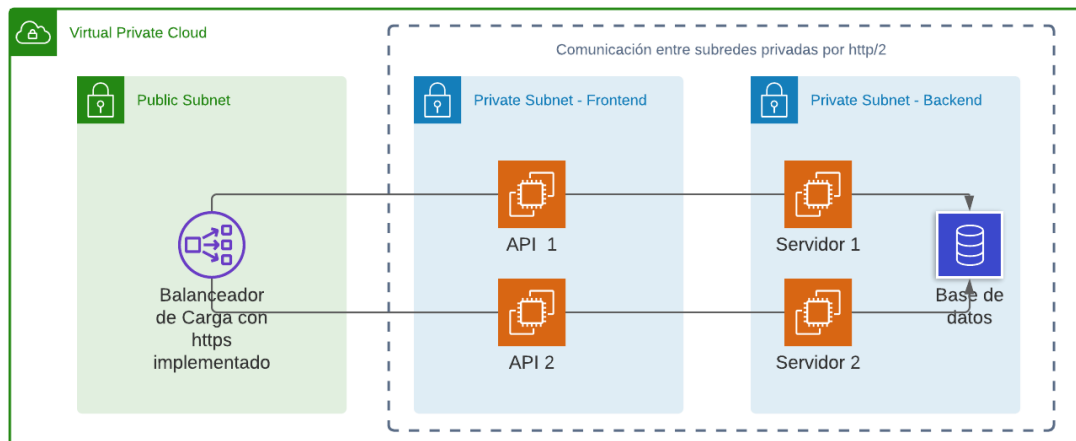 Virtual Private Cloud
Comunicación entre subredes privadas por http/2
Public Subnet
Private Subnet - Frontend
Private Subnet - Backend
API 1
Servidor 1
Balanceador
de Carga con
https
implementado
Base de
datos
API 2
Servidor 2